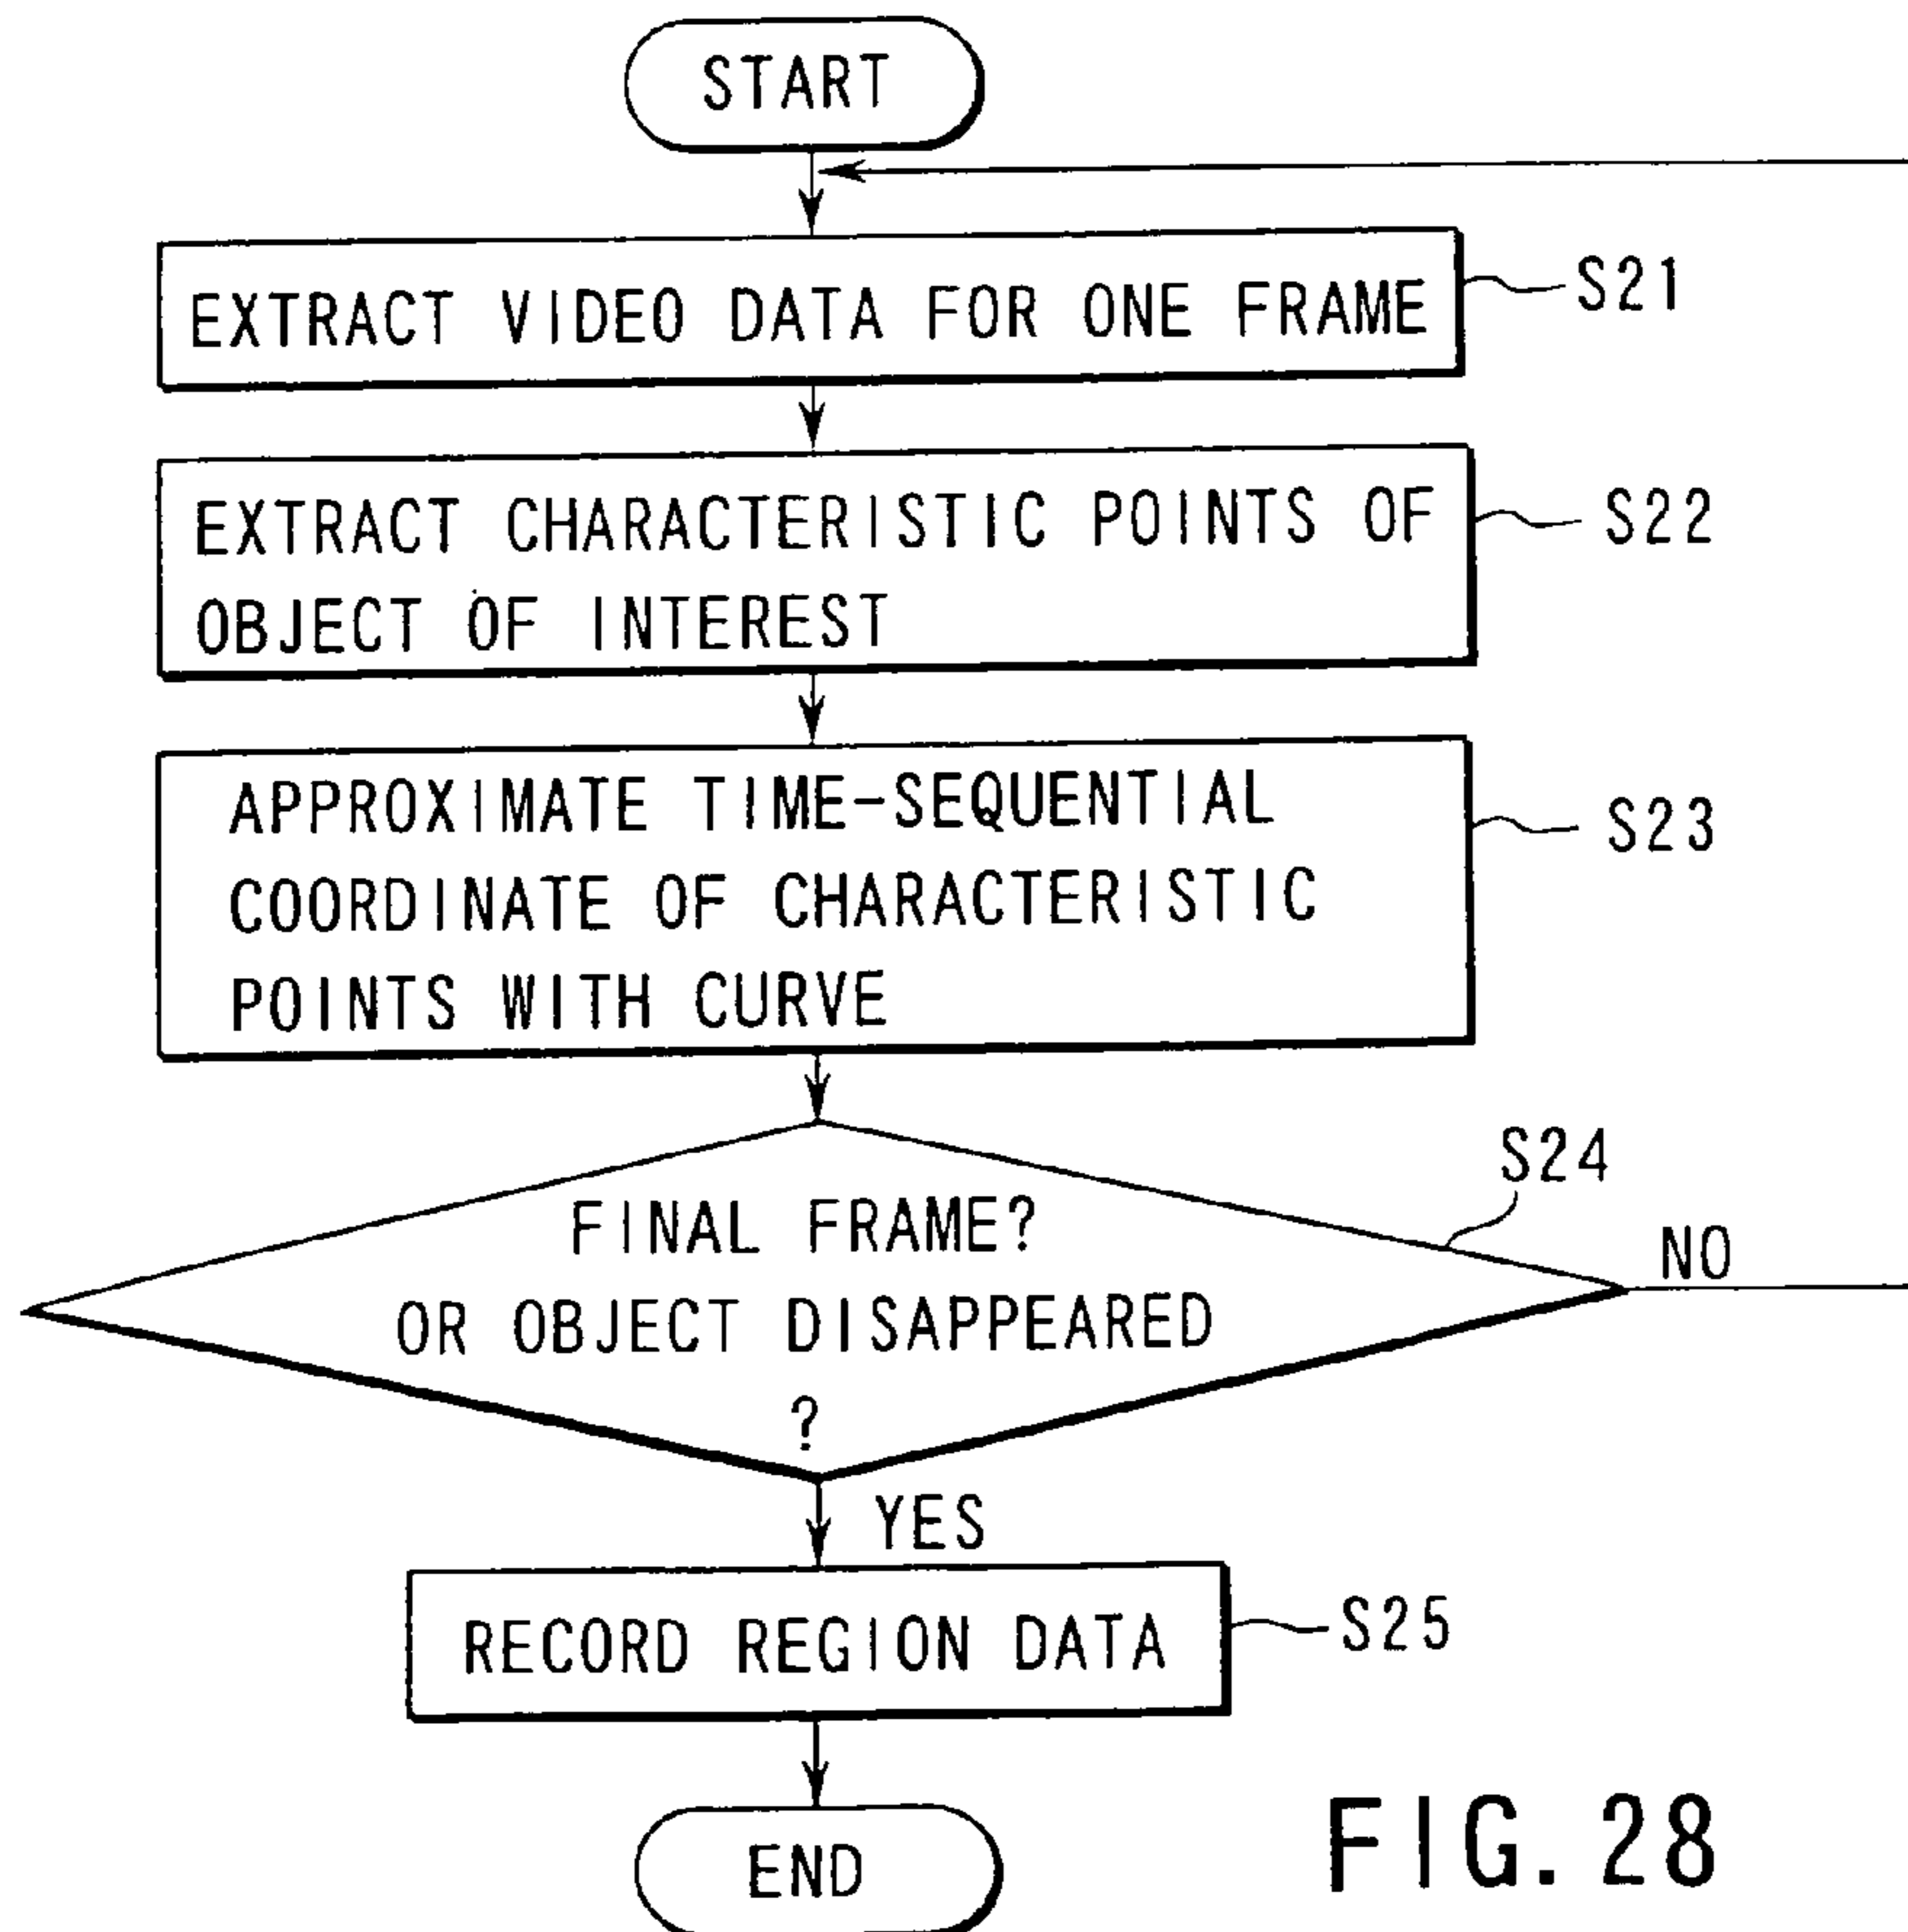 START
EXTRACT VIDEO DATA FOR ONE FRAME
S21
EXTRACT CHARACTERISTIC POINTS OF
OBJECT OF INTEREST
S22
APPROXIMATE TIME-SEQUENTIAL
COORDINATE OF CHARACTERISTIC
POINTS WITH CURVE
S23
S24
FINAL FRAME?
OR OBJECT DISAPPEARED
?
NO
YES
RECORD REGION DATA
S25
END
FIG. 28